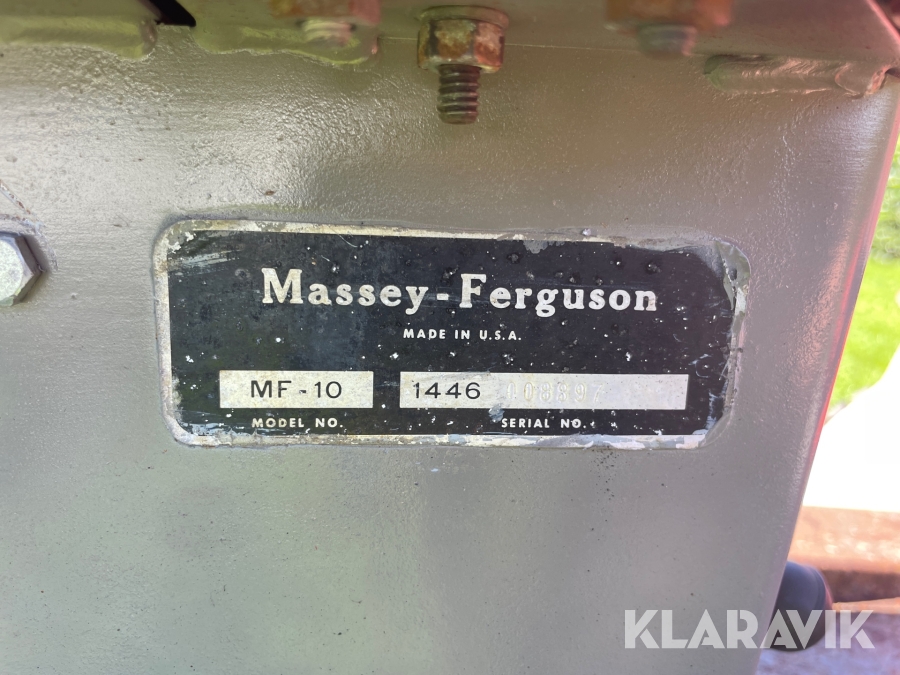 Massey-Ferguson
MADE IN U.S.A.
MF-10 1446
MODEL NO. SERIAL NO.
KLARAVIK